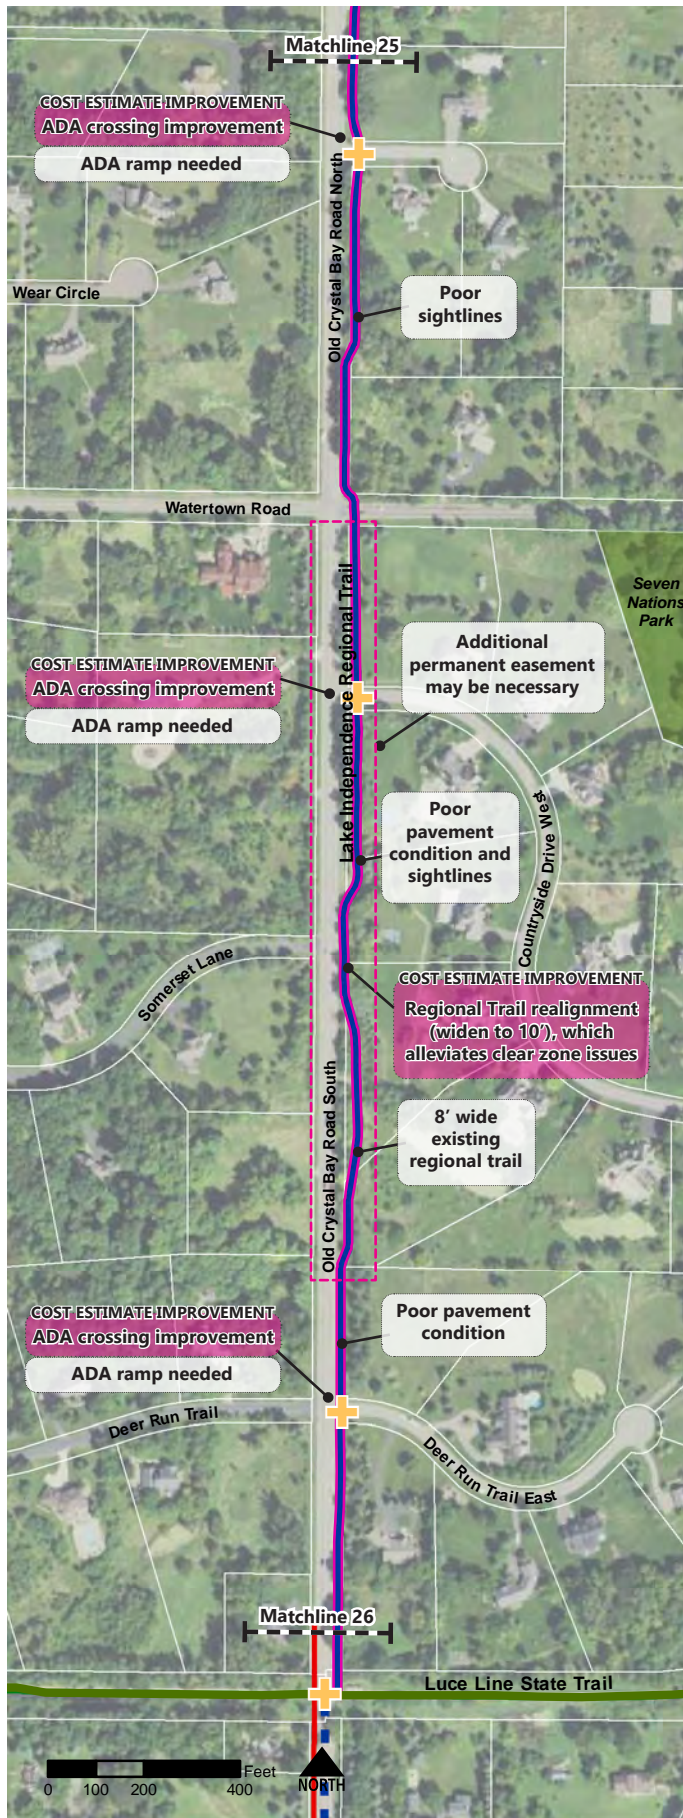 Matchline 25
COST ESTIMATE IMPROVEMENT
ADA crossing improvement
ADA ramp needed
Old Crystal Bay Road North
Wear Circle
Poor
sightlines
Watertown Road
Seven
Nations
Park
Lake Independence Regional Trail
Additional
permanent easement
may be necessary
COST ESTIMATE IMPROVEMENT
ADA crossing improvement
ADA ramp needed
Poor
pavement
condition and
sightlines
Countryside Drive West
Somerset Lane
COST ESTIMATE IMPROVEMENT
Regional Trail realignment
(widen to 10’), which
alleviates clear zone issues
Old Crystal Bay Road South
8’ wide
existing
regional trail
COST ESTIMATE IMPROVEMENT
ADA crossing improvement
ADA ramp needed
Poor pavement
condition
Deer Run Trail
Deer Run Trail East
Matchline 26
Luce Line State Trail
Feet
0 100 200 400
NORTH